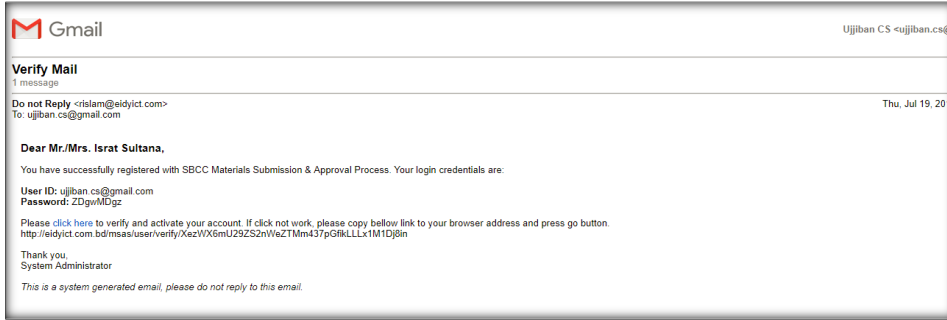 Gmail
Ujjiban CS <ujjiban.cs@
Verify Mail
1 message
Do not Reply <rislam@eidyict.com> Thu, Jul 19, 20
To: ujjiban.cs@gmail.com
Dear Mr./Mrs. Israt Sultana,
You have successfully registered with SBCC Materials Submission & Approval Process. Your login credentials are:
User ID: ujjiban.cs@gmail.com
Password: ZDgwMDgz
Please click here to verify and activate your account. If click not work, please copy bellow link to your browser address and press go button.
http://eidyict.com.bd/msas/user/verify/XezWX6mU29ZS2nWeZTMm437pGfikLLLx1M1Dj8in
Thank you,
System Administrator
This is a system generated email, please do not reply to this email.